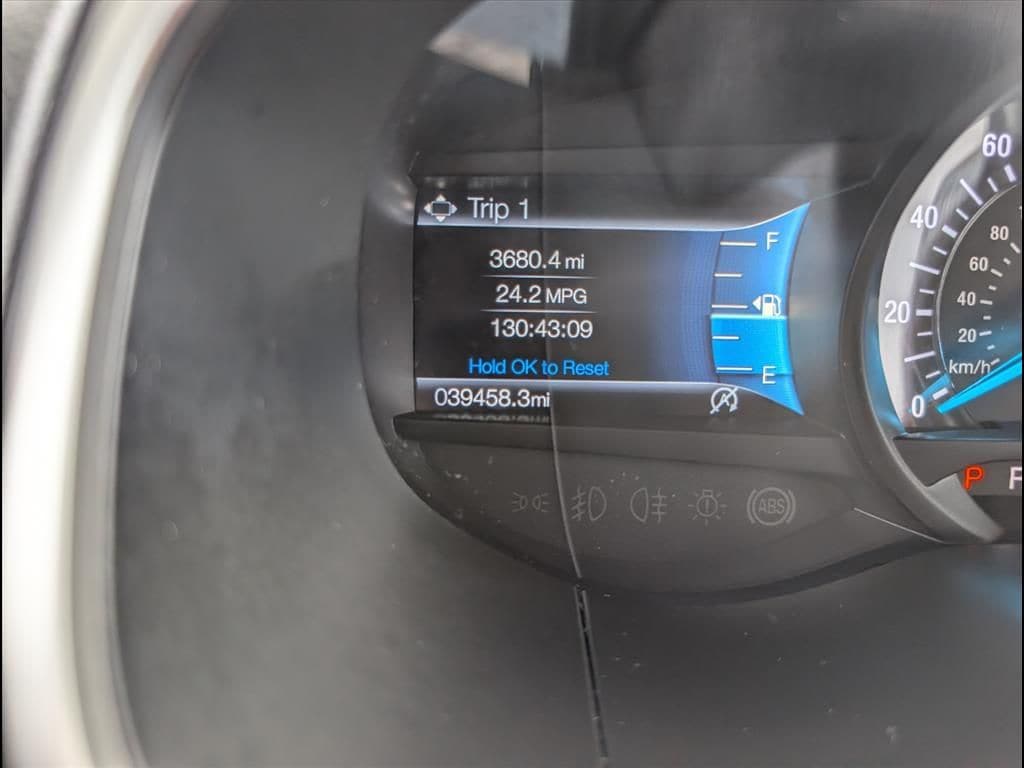 Trip 1
3680.4 mi
24.2 MPG
130:43:09
Hold OK to Reset
039458.3mi
F
E
A
ABS
60
40
20
0
80
60
40
20
km/h
P